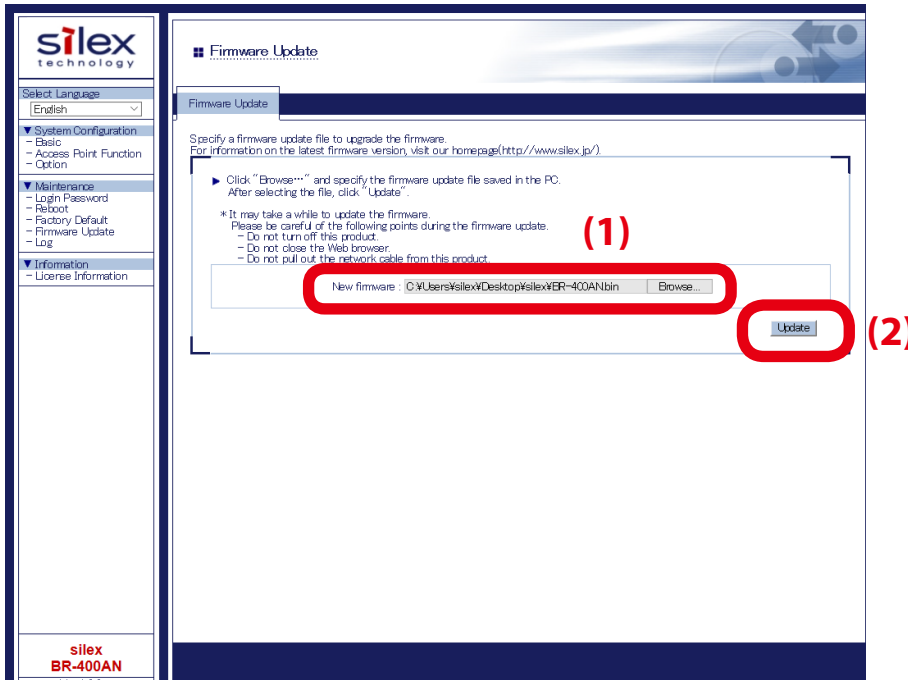 silex
technology
Select Language
English
▼ System Configuration
- Basic
- Access Point Function
- Option
▼ Maintenance
- Login Password
- Reboot
- Factory Default
- Firmware Update
- Log
▼ Information
- License Information
silex
BR-400AN
Firmware Update
Firmware Update
Specify a firmware update file to upgrade the firmware.
For information on the latest firmware version, visit our homepage(http://www.silex.jp/).
▶ Click "Browse…" and specify the firmware update file saved in the PC.
After selecting the file, click "Update".
*It may take a while to update the firmware.
Please be careful of the following points during the firmware update.
- Do not turn off this product.
- Do not close the Web browser.
- Do not pull out the network cable from this product.
(1)
New firmware : C:¥Users¥silex¥Desktop¥silex¥BR-400AN.bin Browse...
Update
(2)